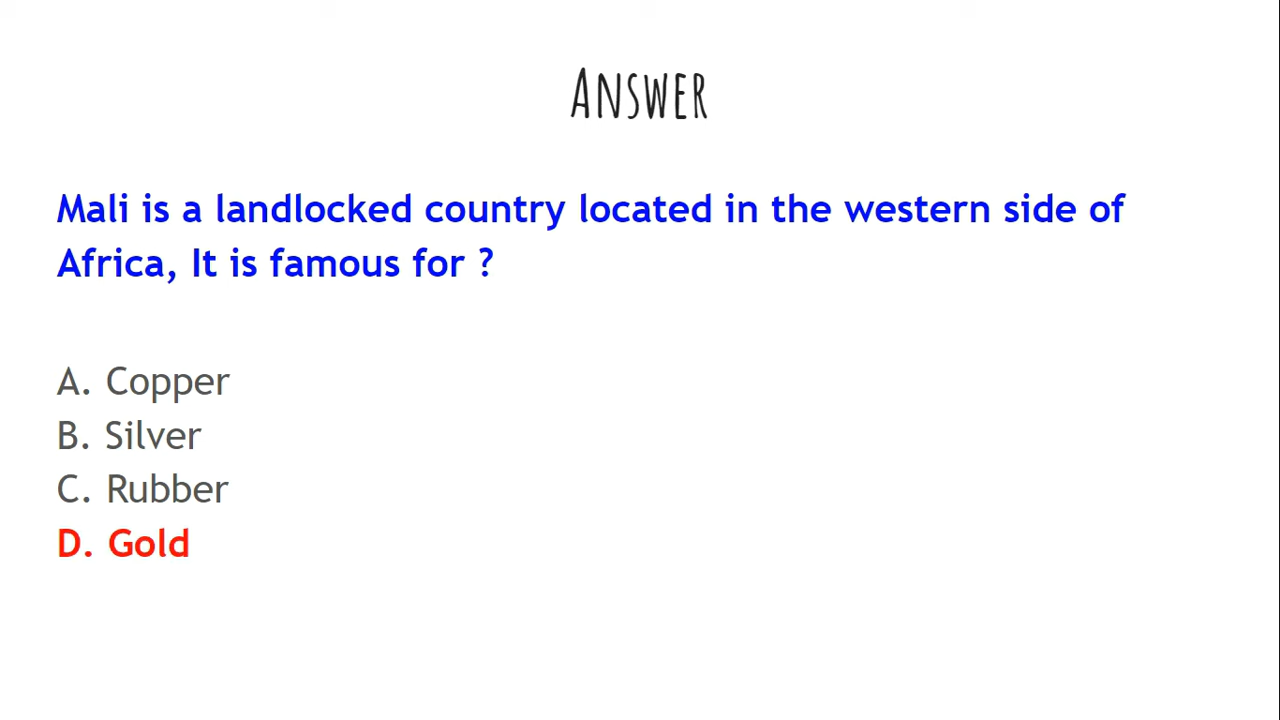 Answer
Mali is a landlocked country located in the western side of
Africa, It is famous for ?
A. Copper
B. Silver
C. Rubber
D. Gold